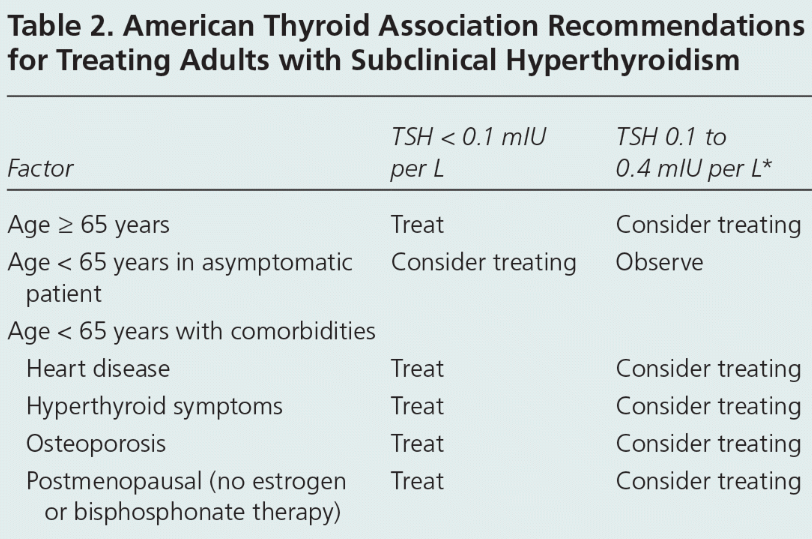 Table 2. American Thyroid Association Recommendations
for Treating Adults with Subclinical Hyperthyroidism
Factor TSH < 0.1 mIU per L TSH 0.1 to 0.4 mIU per L*
Age ≥ 65 years Treat Consider treating
Age < 65 years in asymptomatic patient Consider treating Observe
Age < 65 years with comorbidities
Heart disease Treat Consider treating
Hyperthyroid symptoms Treat Consider treating
Osteoporosis Treat Consider treating
Postmenopausal (no estrogen or bisphosphonate therapy) Treat Consider treating